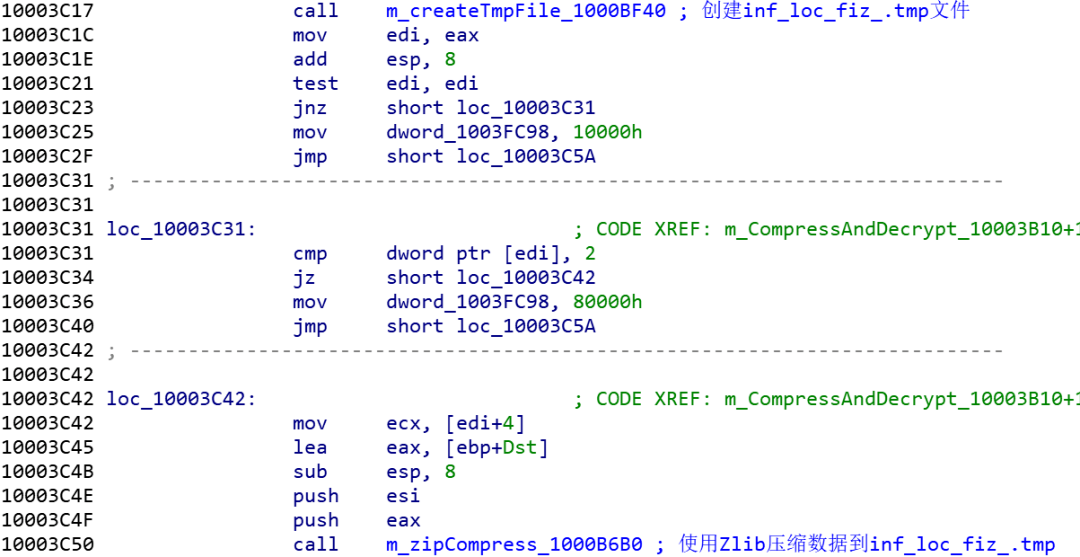 10003C17 call m_createTmpFile_1000BF40 ; 创建inf_loc_fiz_.tmp文件
10003C1C mov edi, eax
10003C1E add esp, 8
10003C21 test edi, edi
10003C23 jnz short loc_10003C31
10003C25 mov dword_1003FC98, 10000h
10003C2F jmp short loc_10003C5A
10003C31 ; ---------------------------------------------------------------------------
10003C31
10003C31 loc_10003C31: ; CODE XREF: m_CompressAndDecrypt_10003B10+1
10003C31 cmp dword ptr [edi], 2
10003C34 jz short loc_10003C42
10003C36 mov dword_1003FC98, 80000h
10003C40 jmp short loc_10003C5A
10003C42 ; ---------------------------------------------------------------------------
10003C42
10003C42 loc_10003C42: ; CODE XREF: m_CompressAndDecrypt_10003B10+1
10003C42 mov ecx, [edi+4]
10003C45 lea eax, [ebp+Dst]
10003C4B sub esp, 8
10003C4E push esi
10003C4F push eax
10003C50 call m_zipCompress_1000B6B0 ; 使用Zlib压缩数据到inf_loc_fiz_.tmp